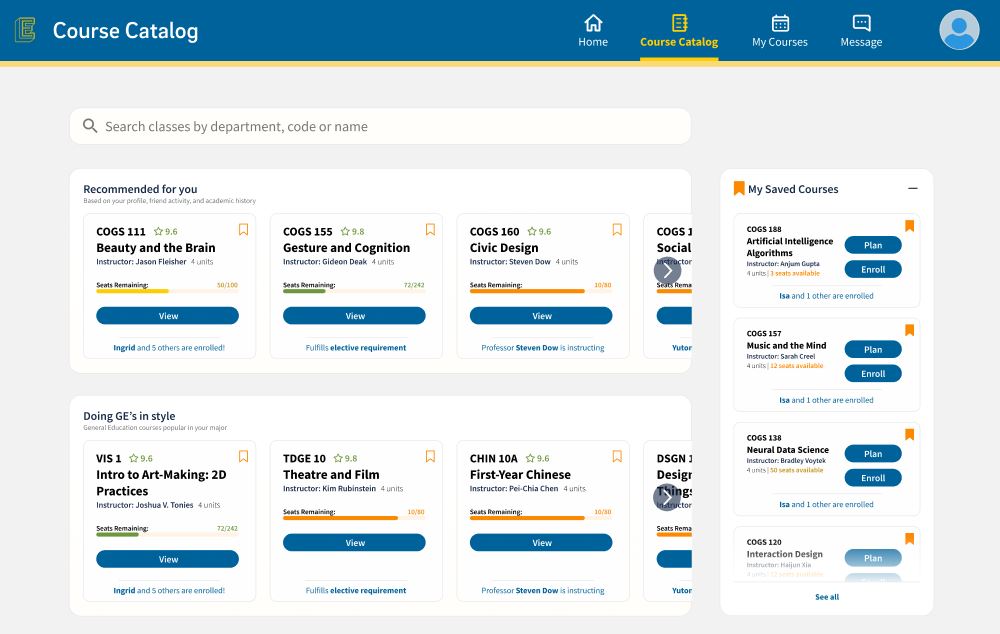 Course Catalog
Home
Course Catalog
My Courses
Message
Search classes by department, code or name
Recommended for you
Based on your profile, friend activity, and academic history
COGS 111 9.6
Beauty and the Brain
Instructor: Jason Fleisher 4 units
Seats Remaining: 50/100
View
Ingrid and 5 others are enrolled!
COGS 155 9.8
Gesture and Cognition
Instructor: Gideon Deak 4 units
Seats Remaining: 72/242
View
Fulfills elective requirement
COGS 160 9.6
Civic Design
Instructor: Steven Dow 4 units
Seats Remaining: 10/80
View
Professor Steven Dow is instructing
COGS 1
Social
Instructor
Seats Rema
Yutor
Doing GE's in style
General Education courses popular in your major
VIS 1 9.6
Intro to Art-Making: 2D
Practices
Instructor: Joshua V. Tonies 4 units
Seats Remaining: 72/242
View
Ingrid and 5 others are enrolled!
TDGE 10 9.8
Theatre and Film
Instructor: Kim Rubinstein 4 units
Seats Remaining: 10/80
View
Fulfills elective requirement
CHIN 10A 9.6
First-Year Chinese
Instructor: Pei-Chia Chen 4 units
Seats Remaining: 10/80
View
Professor Steven Dow is instructing
DSGN 1
Design
Things
Instructor
Seats Rema
Yutor
My Saved Courses
COGS 188
Artificial Intelligence
Algorithms
Instructor: Anjum Gupta
4 units | 3 seats available
Plan
Enroll
Isa and 1 other are enrolled
COGS 157
Music and the Mind
Instructor: Sarah Creel
4 units | 12 seats available
Plan
Enroll
Isa and 1 other are enrolled
COGS 138
Neural Data Science
Instructor: Bradley Voytek
4 units | 50 seats available
Plan
Enroll
Isa and 1 other are enrolled
COGS 120
Interaction Design
Instructor: Haijun Xia
4 units | 12 seats available
Plan
See all